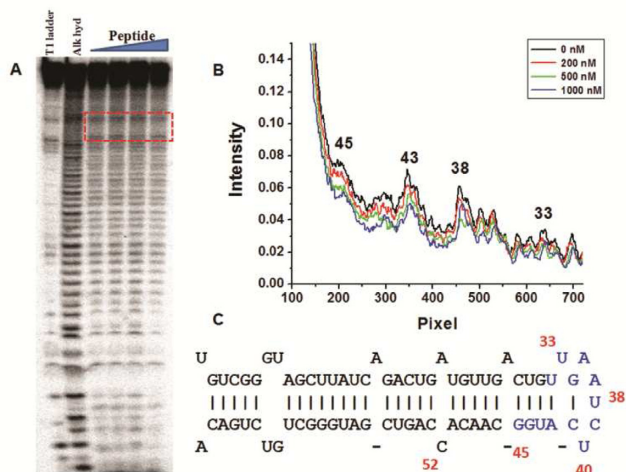 T1 ladder
Alk hyd
Peptide
A
B
0 nM
200 nM
500 nM
1000 nM
0.14
0.12
0.10
0.08
0.06
0.04
0.02
0.00
Intensity
45
43
38
33
100 200 300 400 500 600 700
Pixel
C
33
U GU A A A U A
GUCGG AGCUUAUC GACUG UGUUG CUGU G A
U 38
CAGUC UCGGGUAG CUGAC ACAAC GGUAC C
A UG - C - - U
52 45 40